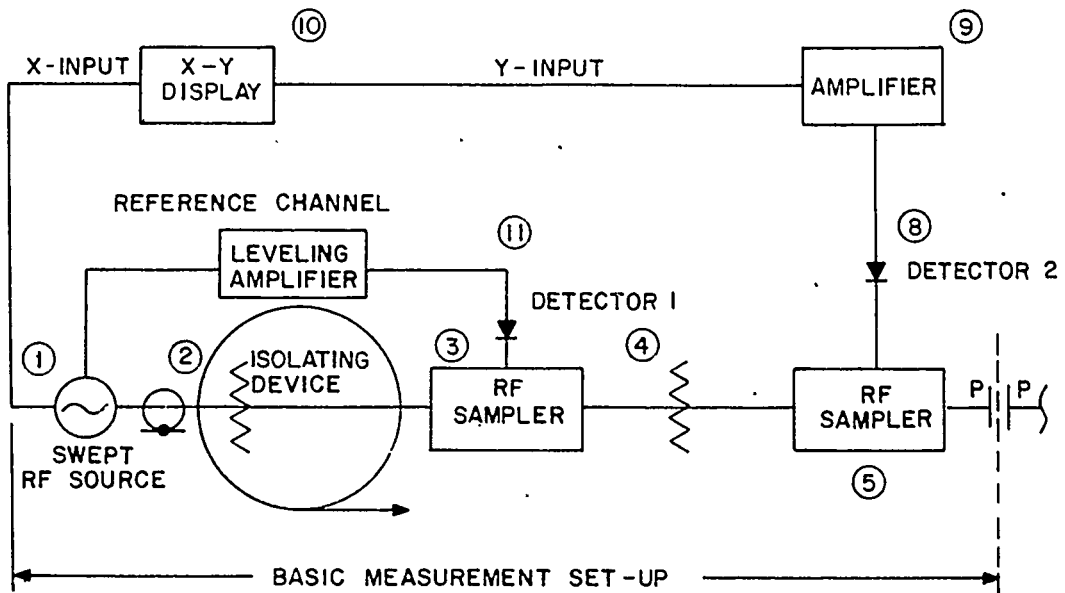 ⑩
⑨
X-INPUT
X-Y
DISPLAY
Y-INPUT
AMPLIFIER
REFERENCE CHANNEL
LEVELING
AMPLIFIER
⑪
DETECTOR 1
⑧
DETECTOR 2
①
②
ISOLATING
DEVICE
③
RF
SAMPLER
④
RF
SAMPLER
P
P
SWEPT
RF SOURCE
⑤
BASIC MEASUREMENT SET-UP